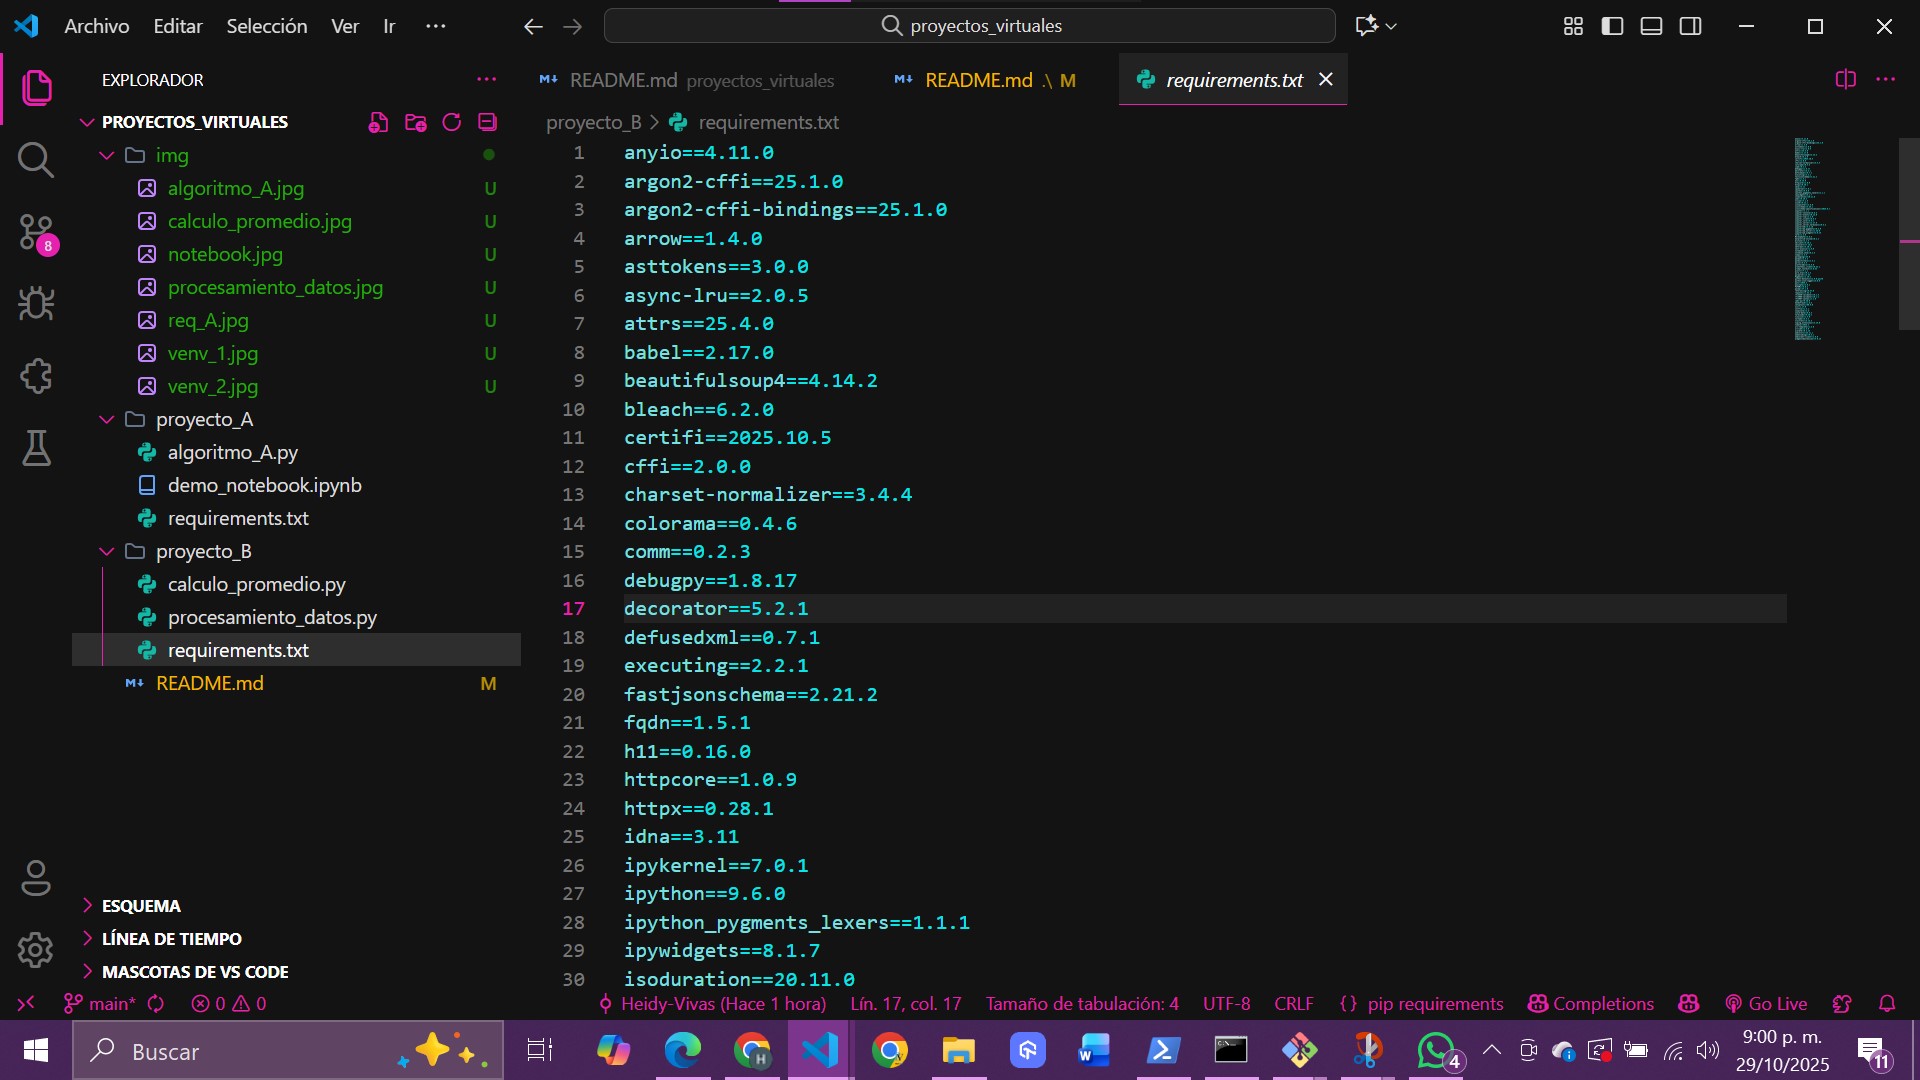 Archivo Editar Selección Ver Ir ···
proyectos_virtuales
EXPLORADOR
README.md proyectos_virtuales
README.md .\ M
requirements.txt
PROYECTOS_VIRTUALES
proyecto_B > requirements.txt
img
algoritmo_A.jpg U
calculo_promedio.jpg U
notebook.jpg U
procesamiento_datos.jpg U
req_A.jpg U
venv_1.jpg U
venv_2.jpg U
proyecto_A
algoritmo_A.py
demo_notebook.ipynb
requirements.txt
proyecto_B
calculo_promedio.py
procesamiento_datos.py
requirements.txt
README.md M
8
ESQUEMA
LÍNEA DE TIEMPO
MASCOTAS DE VS CODE
1 anyio==4.11.0
2 argon2-cffi==25.1.0
3 argon2-cffi-bindings==25.1.0
4 arrow==1.4.0
5 asttokens==3.0.0
6 async-lru==2.0.5
7 attrs==25.4.0
8 babel==2.17.0
9 beautifulsoup4==4.14.2
10 bleach==6.2.0
11 certifi==2025.10.5
12 cffi==2.0.0
13 charset-normalizer==3.4.4
14 colorama==0.4.6
15 comm==0.2.3
16 debugpy==1.8.17
17 decorator==5.2.1
18 defusedxml==0.7.1
19 executing==2.2.1
20 fastjsonschema==2.21.2
21 fqdn==1.5.1
22 h11==0.16.0
23 httpcore==1.0.9
24 httpx==0.28.1
25 idna==3.11
26 ipykernel==7.0.1
27 ipython==9.6.0
28 ipython_pygments_lexers==1.1.1
29 ipywidgets==8.1.7
30 isoduration==20.11.0
main* 0 0 Heidy-Vivas (Hace 1 hora) Lín. 17, col. 17 Tamaño de tabulación: 4 UTF-8 CRLF {} pip requirements Completions Go Live
Buscar
4
9:00 p. m.
29/10/2025
11